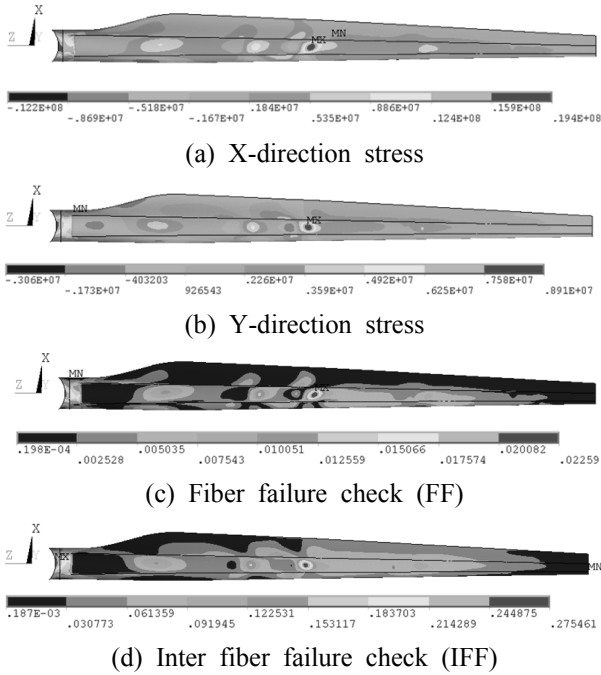 X
Z Y
MX
MN
-.122E+08 -.518E+07 .184E+07 .886E+07 .159E+08
-.869E+07 -.167E+07 .535E+07 .124E+08 .194E+08
(a) X-direction stress
X
Z Y
MN
MX
-.306E+07 -403203 .226E+07 .492E+07 .758E+07
-.173E+07 926543 .359E+07 .625E+07 .891E+07
(b) Y-direction stress
X
MN
Z Y
MX
.198E-04 .005035 .010051 .015066 .020082
.002528 .007543 .012559 .017574 .02259
(c) Fiber failure check (FF)
X
MX
Z Y
MN
.187E-03 .061359 .122531 .183703 .244875
.030773 .091945 .153117 .214289 .275461
(d) Inter fiber failure check (IFF)